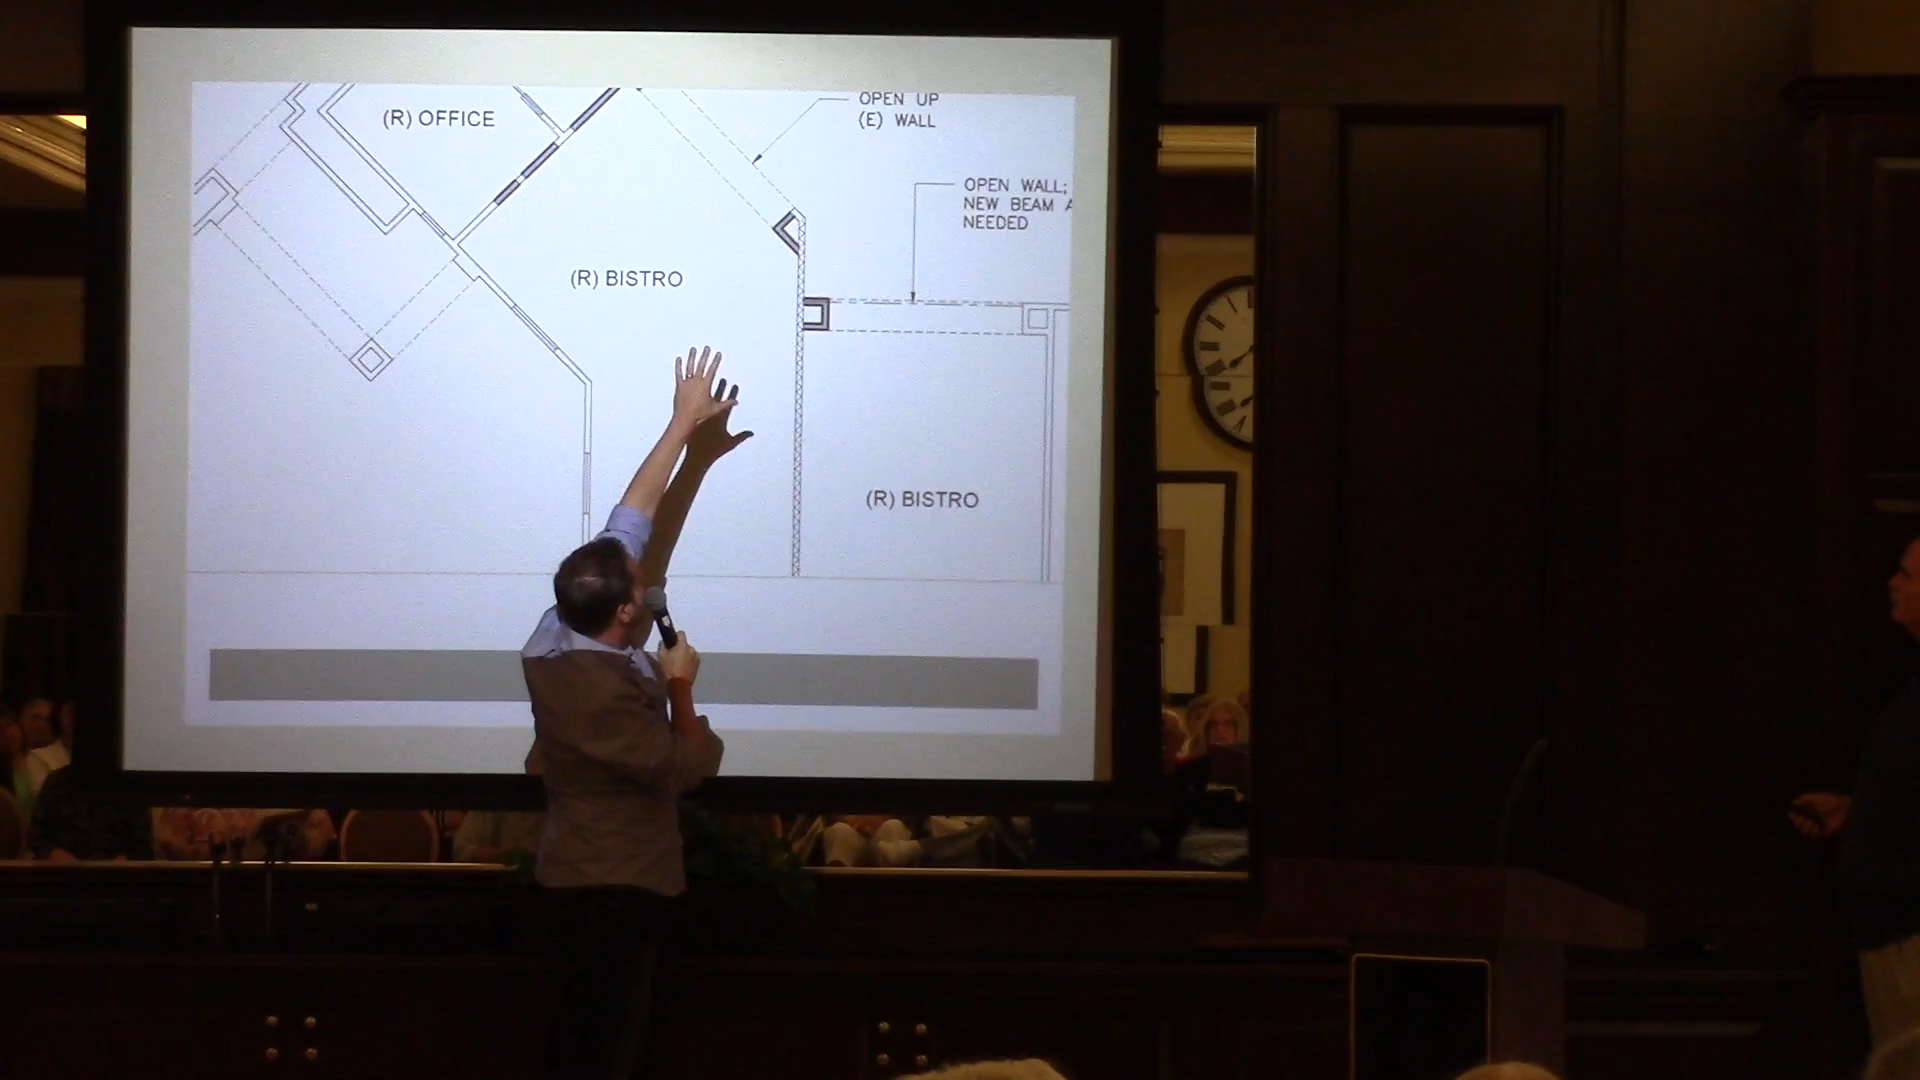 OPEN UP
(R) OFFICE
(E) WALL
OPEN WALL;
NEW BEAM
NEEDED
(R) BISTRO
(R) BISTRO